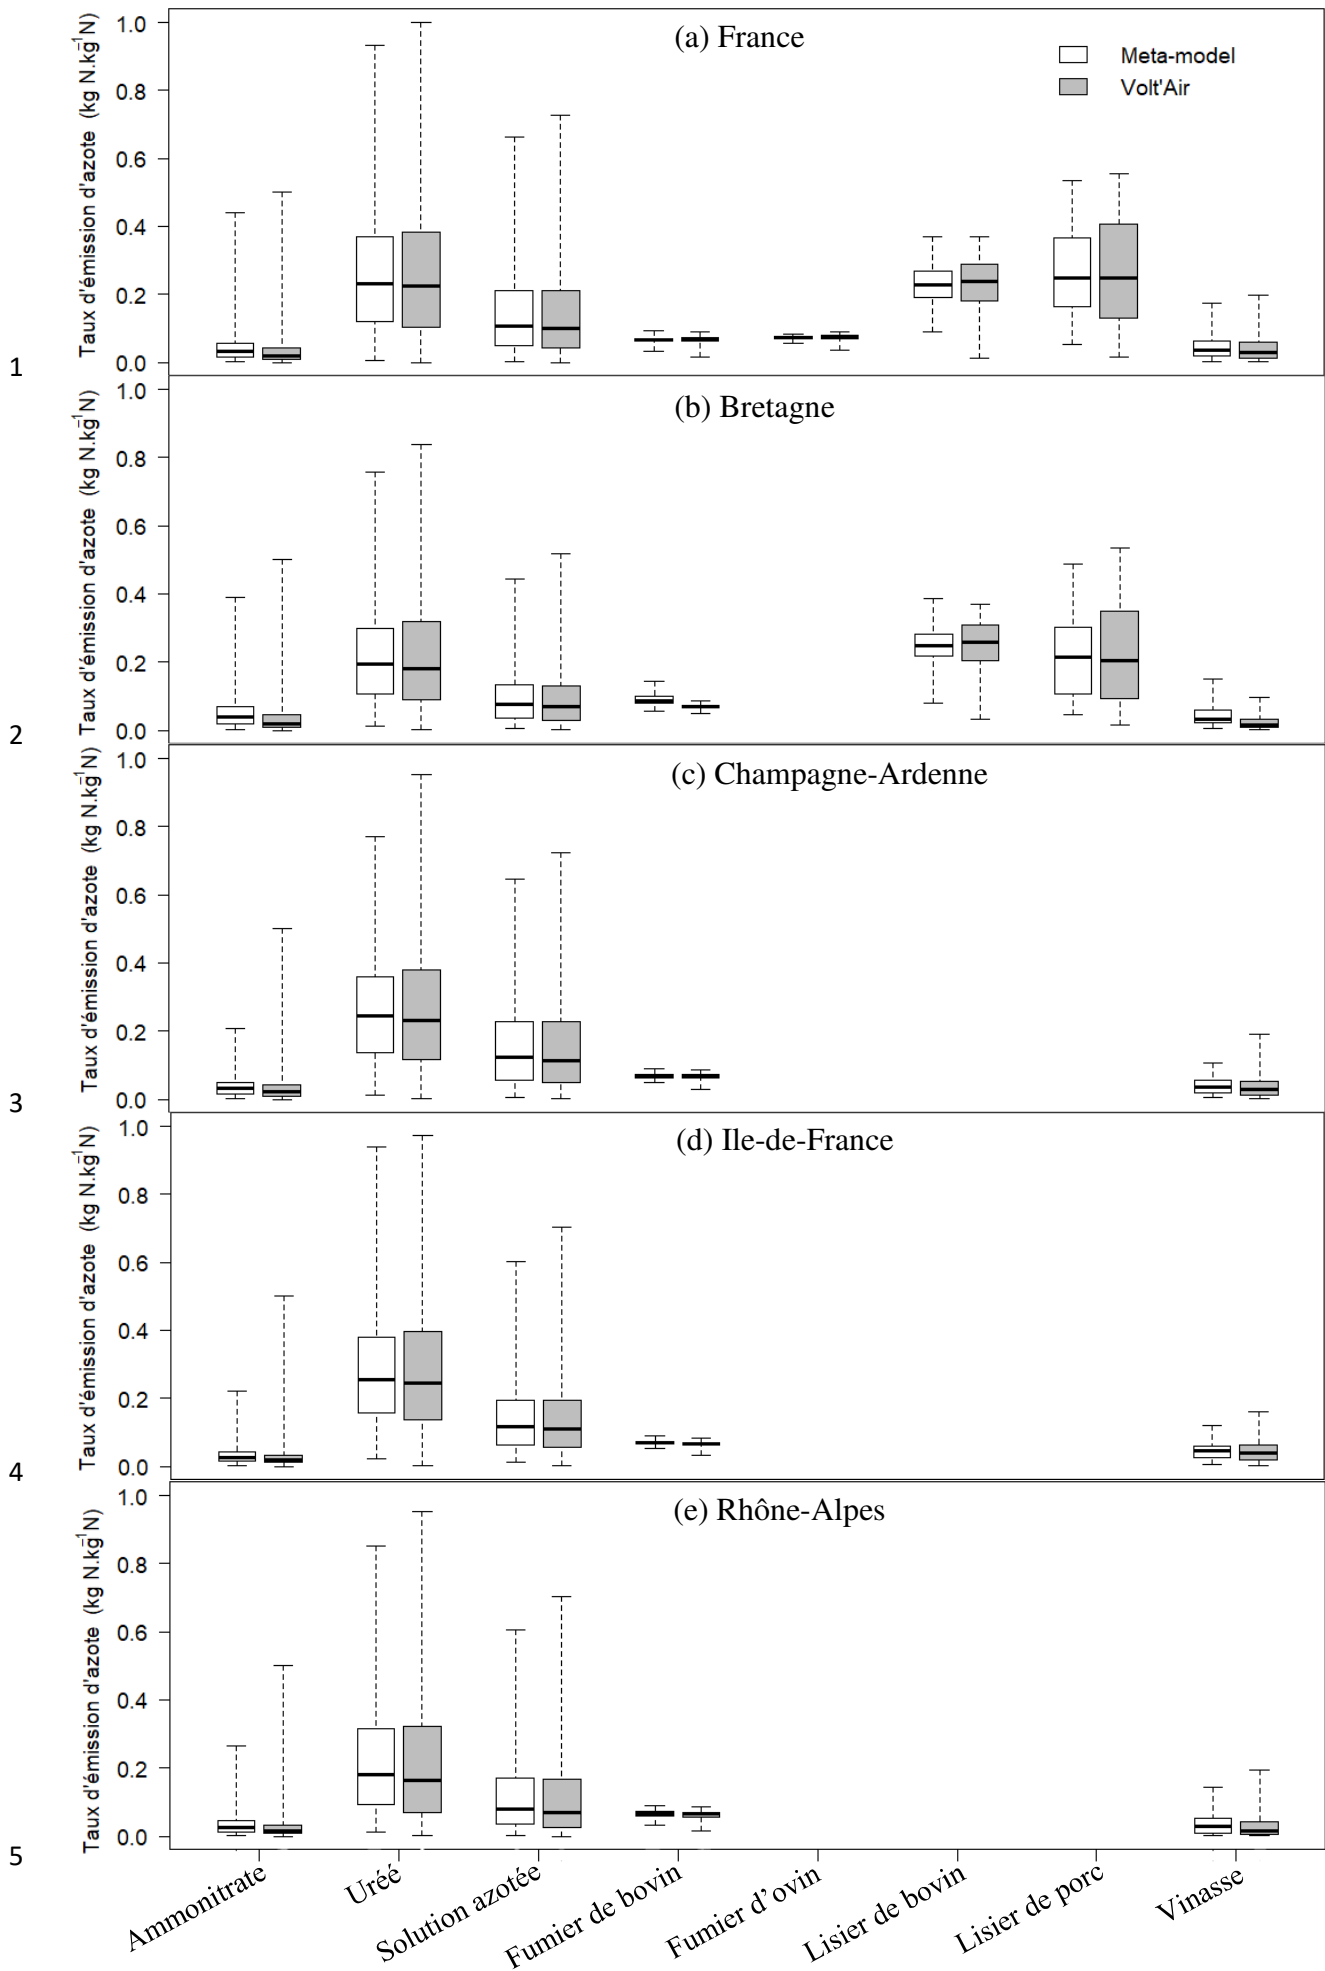 (a) France
Meta-model
Volt'Air
Taux d'émission d'azote (kg N.kg⁻¹N)
1.0
0.8
0.6
0.4
0.2
0.0
1
(b) Bretagne
Taux d'émission d'azote (kg N.kg⁻¹N)
1.0
0.8
0.6
0.4
0.2
0.0
2
(c) Champagne-Ardenne
Taux d'émission d'azote (kg N.kg⁻¹N)
1.0
0.8
0.6
0.4
0.2
0.0
3
(d) Ile-de-France
Taux d'émission d'azote (kg N.kg⁻¹N)
1.0
0.8
0.6
0.4
0.2
0.0
4
(e) Rhône-Alpes
Taux d'émission d'azote (kg N.kg⁻¹N)
1.0
0.8
0.6
0.4
0.2
0.0
5
Ammonitrate
Uréé
Solution azotée
Fumier de bovin
Fumier d’ovin
Lisier de bovin
Lisier de porc
Vinasse